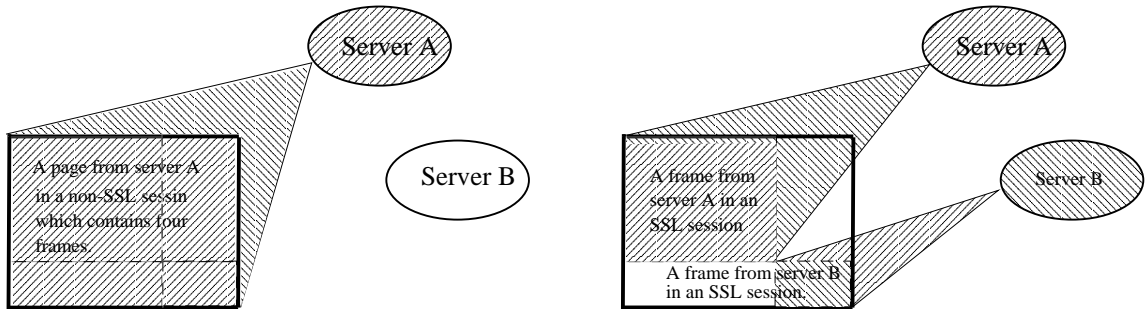 Server A
Server B
A page from server A
in a non-SSL sessin
which contains four
frames.
Server A
Server B
A frame from
server A in an
SSL session
A frame from server B
in an SSL session.